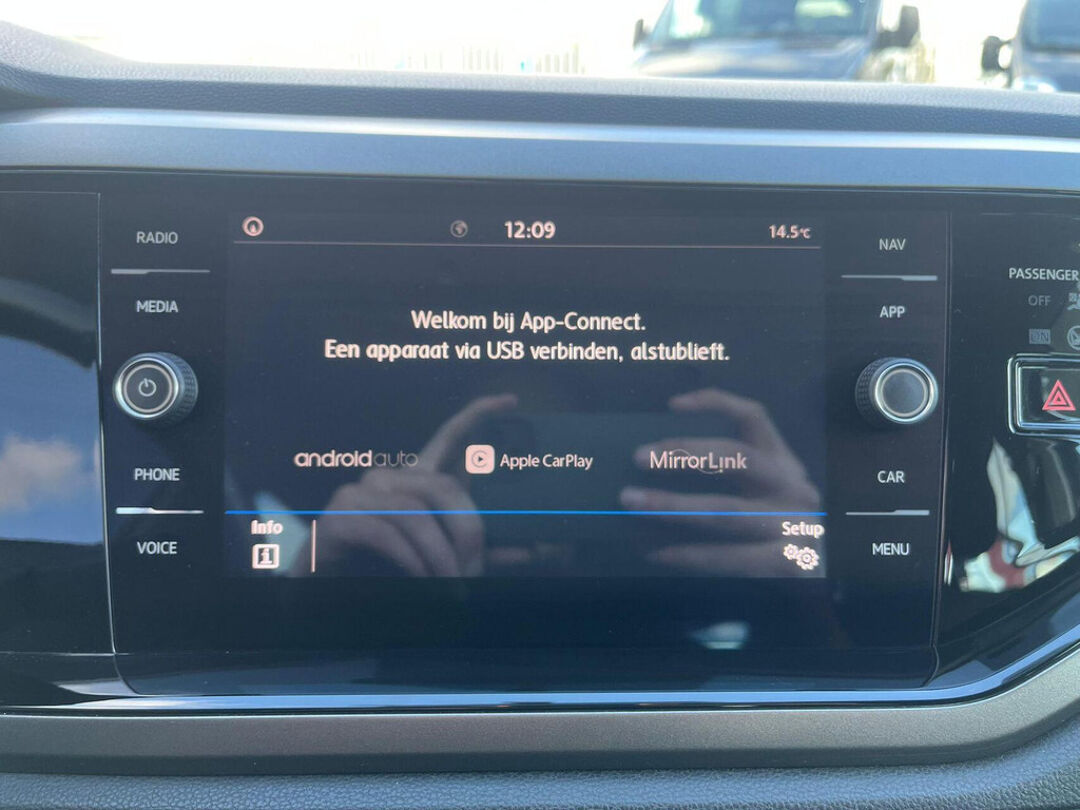 RADIO
MEDIA
PHONE
VOICE
12:09
14.5°C
Welkom bij App-Connect.
Een apparaat via USB verbinden, alstublieft.
androidauto
Apple CarPlay
MirrorLink
Info
Setup
NAV
APP
CAR
MENU
PASSENGER
OFF
ON